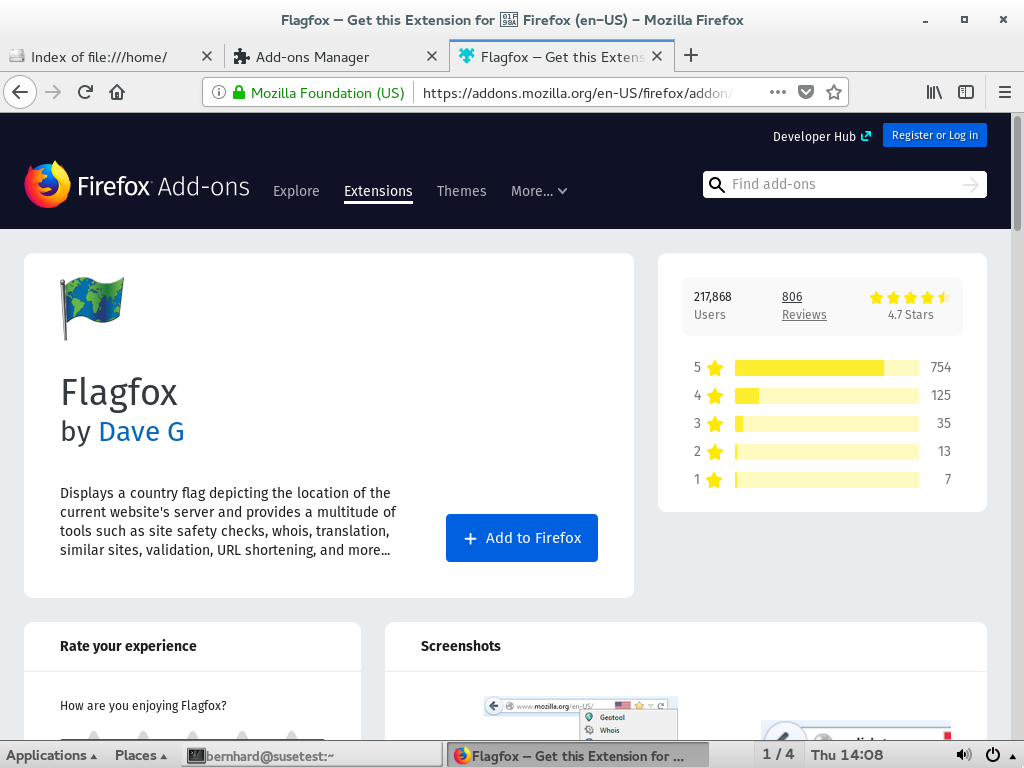 Flagfox — Get this Extension for 01F 98A Firefox (en-US) - Mozilla Firefox
Index of file:///home/
Add-ons Manager
Flagfox — Get this Extens
Mozilla Foundation (US)
https://addons.mozilla.org/en-US/firefox/addon/
Developer Hub
Register or Log in
Firefox Add-ons
Explore
Extensions
Themes
More...
Find add-ons
Flagfox
by Dave G
Displays a country flag depicting the location of the
current website's server and provides a multitude of
tools such as site safety checks, whois, translation,
similar sites, validation, URL shortening, and more...
Add to Firefox
217,868
Users
806
Reviews
4.7 Stars
5 754
4 125
3 35
2 13
1 7
Rate your experience
How are you enjoying Flagfox?
Screenshots
www.mozilla.org/en-US/
Geotool
Whois
Applications
Places
bernhard@susetest:~
Flagfox — Get this Extension for ...
1 / 4
Thu 14:08